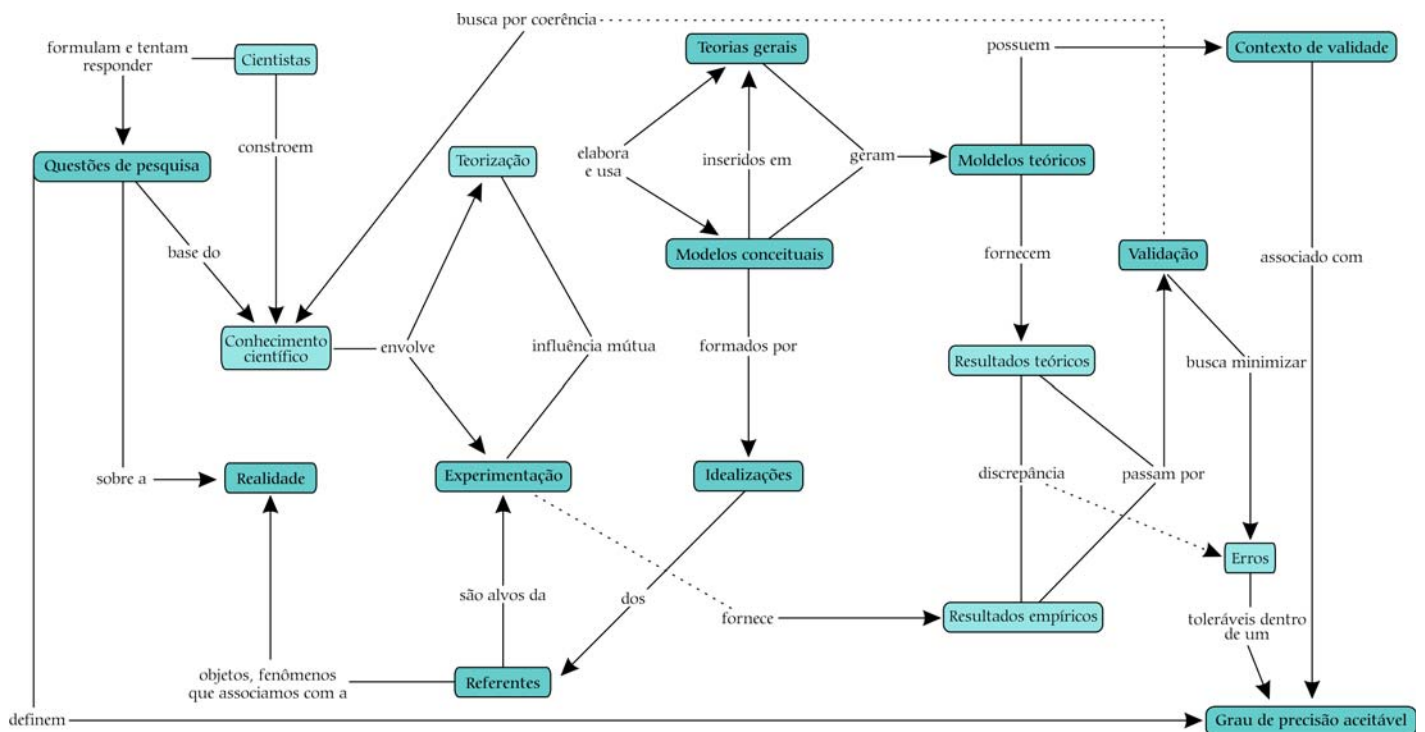 busca por coerência
formulam e tentam
responder
Cientistas
Teorias gerais
possuem
Contexto de validade
constroem
Questões de pesquisa
Teorização
elabora
e usa
inseridos em
geram
Moldelos teóricos
base do
Modelos conceituais
fornecem
Validação
associado com
Conhecimento
científico
envolve
influência mútua
formados por
Resultados teóricos
busca minimizar
sobre a
Realidade
Experimentação
Idealizações
discrepância
passam por
Erros
são alvos da
dos
fornece
Resultados empíricos
toleráveis dentro
de um
objetos, fenômenos
que associamos com a
Referentes
definem
Grau de precisão aceitável